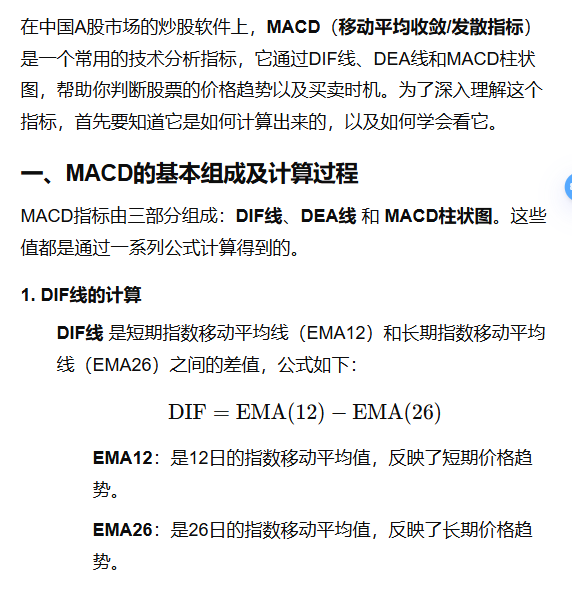 在中国A股市场的炒股软件上，MACD（移动平均收敛/发散指标）
是一个常用的技术分析指标，它通过DIF线、DEA线和MACD柱状
图，帮助你判断股票的价格趋势以及买卖时机。为了深入理解这个
指标，首先要知道它是如何计算出来的，以及如何学会看它。
一、MACD的基本组成及计算过程
MACD指标由三部分组成：DIF线、DEA线 和 MACD柱状图。这些
值都是通过一系列公式计算得到的。
1. DIF线的计算
DIF线 是短期指数移动平均线（EMA12）和长期指数移动平均
线（EMA26）之间的差值，公式如下：
DIF = EMA(12) − EMA(26)
EMA12：是12日的指数移动平均值，反映了短期价格趋
势。
EMA26：是26日的指数移动平均值，反映了长期价格趋
势。